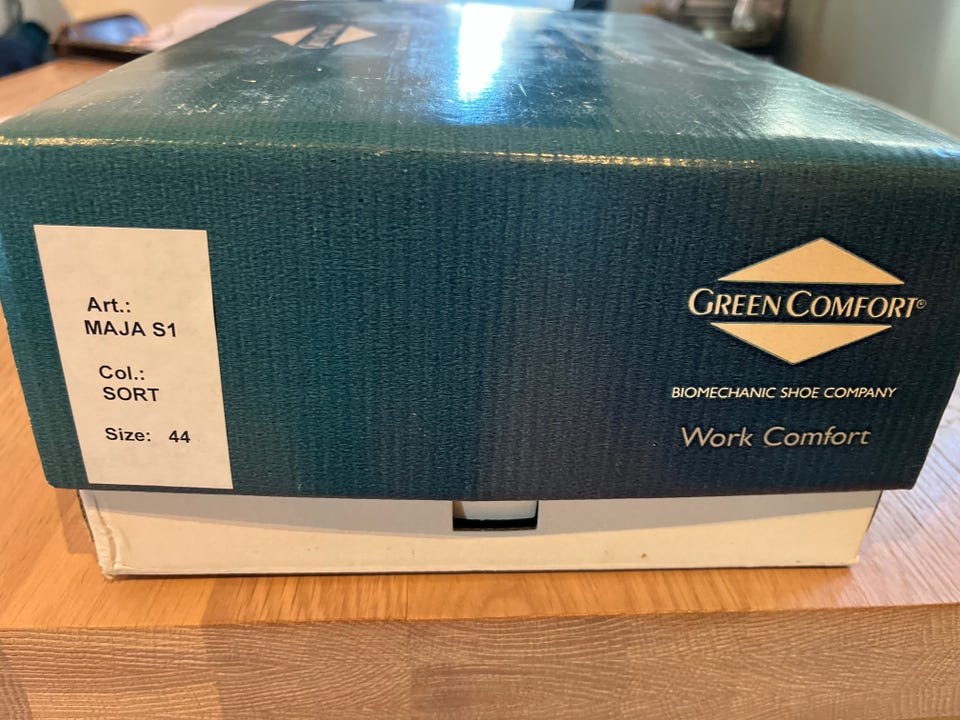 Art.:
MAJA S1
Col.:
SORT
Size: 44
GREEN COMFORT©
BIOMECHANIC SHOE COMPANY
Work Comfort